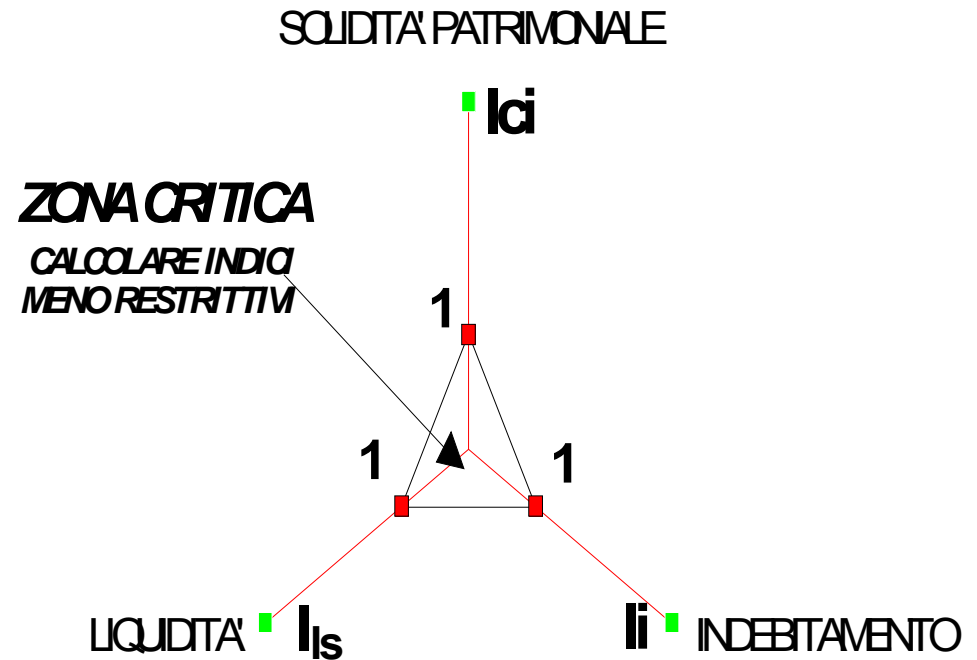 SOLIDITA' PATRIMONIALE
Ici
ZONA CRITICA
CALCOLARE INDICI
MENO RESTRITTIVI
1
1
1
LIQUIDITA'
Ils
Ii
INDEBITAMENTO